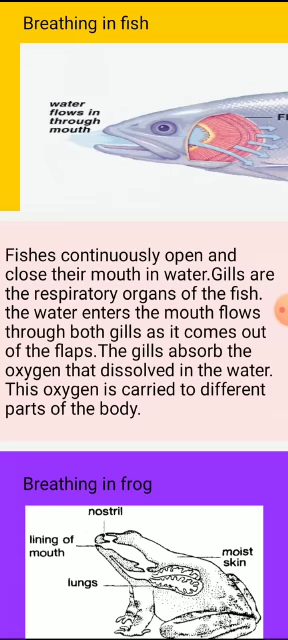 Breathing in fish
water
flows in
through
mouth
Fishes continuously open and
close their mouth in water.Gills are
the respiratory organs of the fish.
the water enters the mouth flows
through both gills as it comes out
of the flaps.The gills absorb the
oxygen that dissolved in the water.
This oxygen is carried to different
parts of the body.
Breathing in frog
nostril
lining of
mouth
moist
skin
lungs